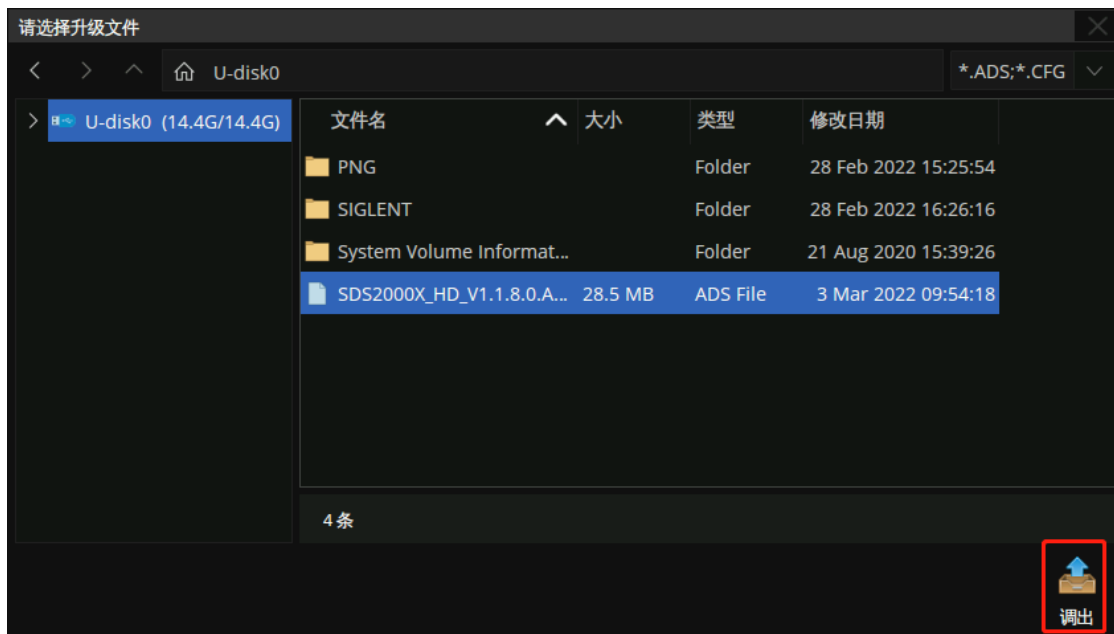 请选择升级文件
U-disk0 *.ADS;*.CFG
U-disk0 (14.4G/14.4G)
文件名 大小 类型 修改日期
PNG Folder 28 Feb 2022 15:25:54
SIGLENT Folder 28 Feb 2022 16:26:16
System Volume Informat... Folder 21 Aug 2020 15:39:26
SDS2000X_HD_V1.1.8.0.A... 28.5 MB ADS File 3 Mar 2022 09:54:18
4 条
调出